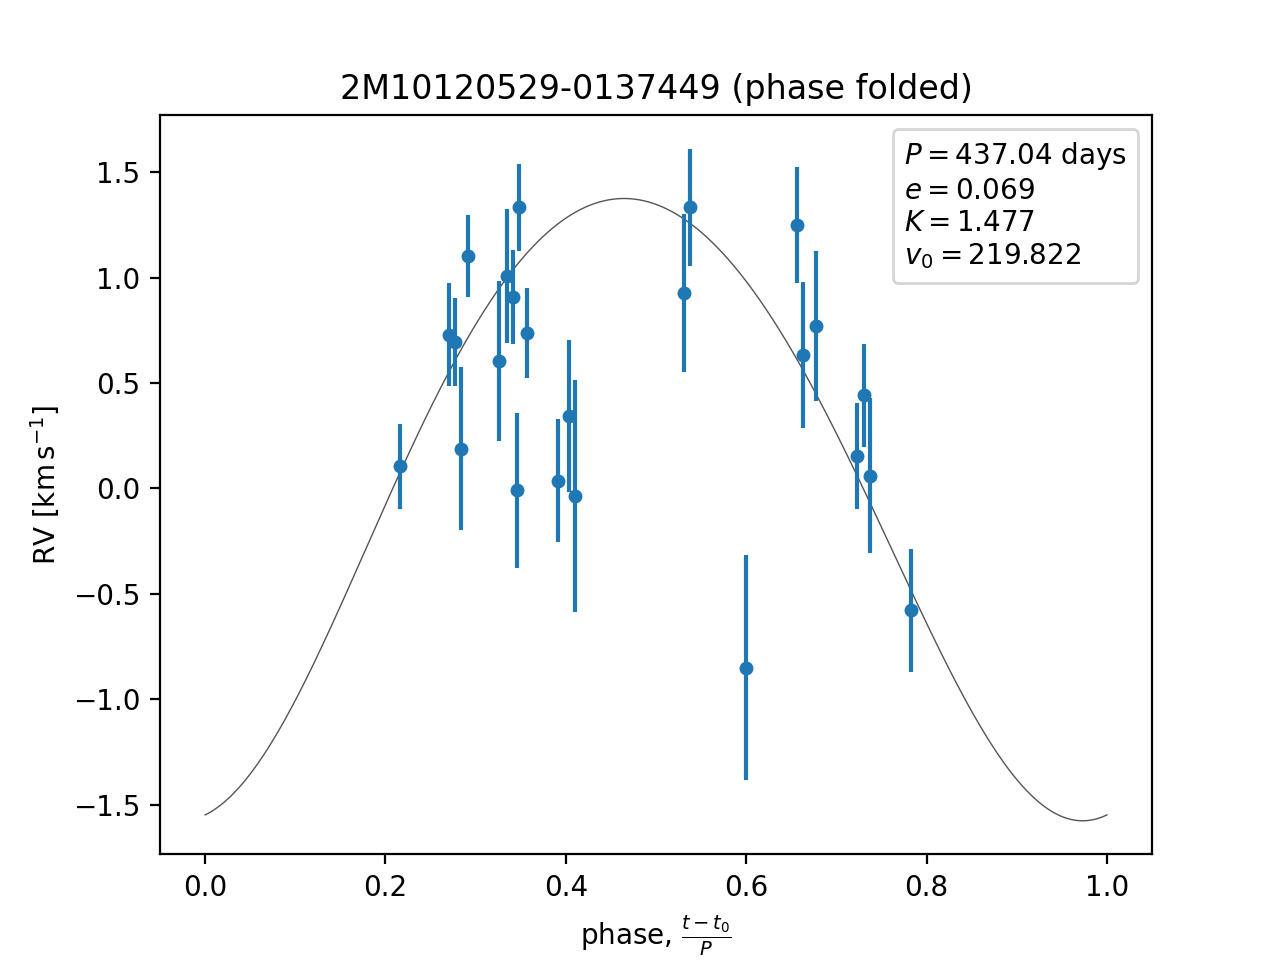 2M10120529-0137449 (phase folded)
P = 437.04 days
e = 0.069
K = 1.477
v₀ = 219.822
1.5
1.0
0.5
0.0
−0.5
−1.0
−1.5
RV [km s⁻¹]
0.0 0.2 0.4 0.6 0.8 1.0
phase, (t − t₀)/P